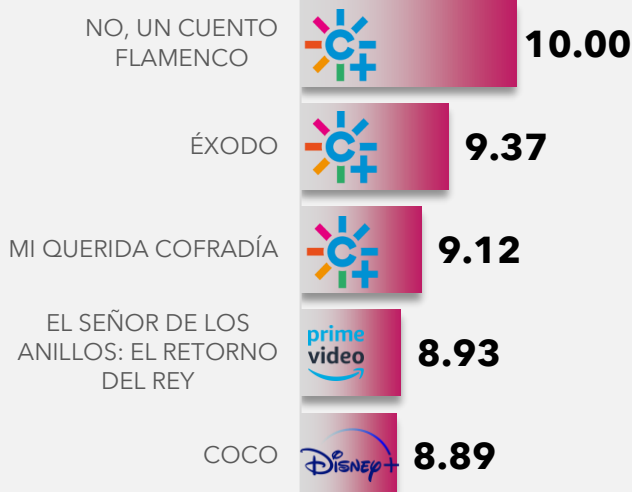 NO, UN CUENTO
FLAMENCO
C+
10.00
ÉXODO
C+
9.37
MI QUERIDA COFRADÍA
C+
9.12
EL SEÑOR DE LOS
ANILLOS: EL RETORNO
DEL REY
prime
video
8.93
COCO
Disney+
8.89